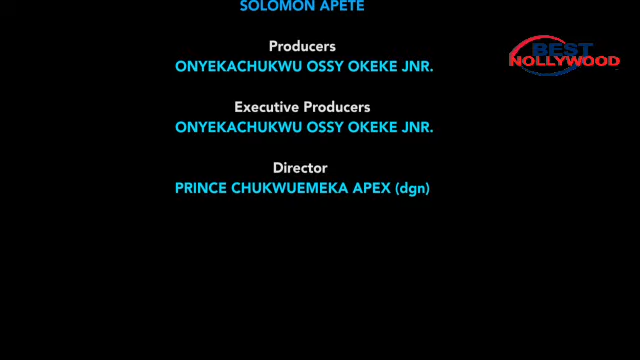 SOLOMON APETE
Producers
ONYEKACHUKWU OSSY OKEKE JNR.
Executive Producers
ONYEKACHUKWU OSSY OKEKE JNR.
Director
PRINCE CHUKWUEMEKA APEX (dgn)
BEST
NOLLYWOOD